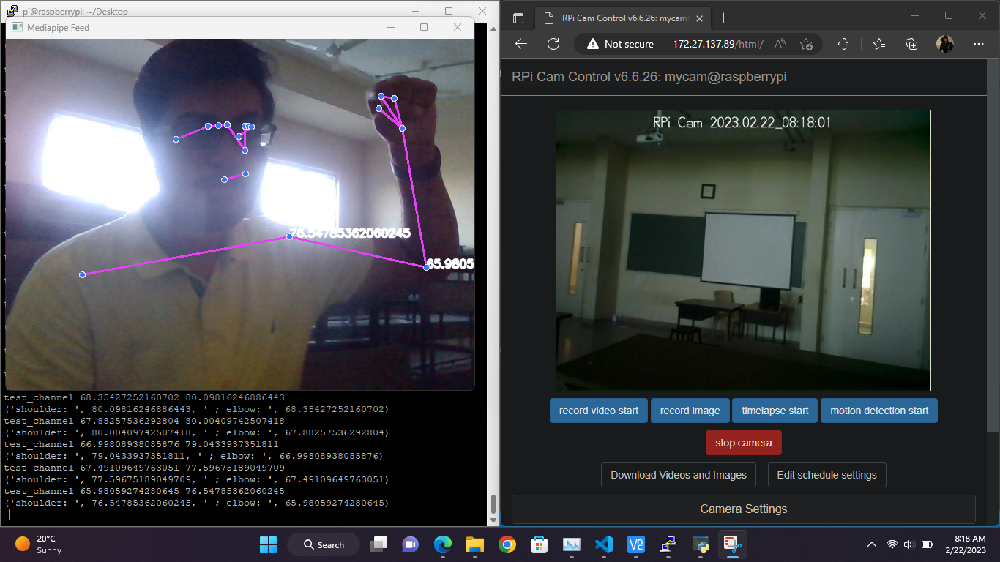 pi@raspberrypi: ~/Desktop
Mediapipe Feed
76.54785362060245
65.9805
test_channel 68.35427252160702 80.09816246886443
('shoulder: ', 80.09816246886443, ' ; elbow: ', 68.35427252160702)
test_channel 67.88257536292804 80.00409742507418
('shoulder: ', 80.00409742507418, ' ; elbow: ', 67.88257536292804)
test_channel 66.99808938085876 79.0433937351811
('shoulder: ', 79.0433937351811, ' ; elbow: ', 66.99808938085876)
test_channel 67.49109649763051 77.59675189049709
('shoulder: ', 77.59675189049709, ' ; elbow: ', 67.49109649763051)
test_channel 65.98059274280645 76.54785362060245
('shoulder: ', 76.54785362060245, ' ; elbow: ', 65.98059274280645)
RPi Cam Control v6.6.26: mycam
Not secure 172.27.137.89/html/
RPi Cam Control v6.6.26: mycam@raspberrypi
RPi Cam 2023.02.22_08:18:01
record video start record image timelapse start motion detection start
stop camera
Download Videos and Images Edit schedule settings
Camera Settings
20°C
Sunny
Search
8:18 AM
2/22/2023